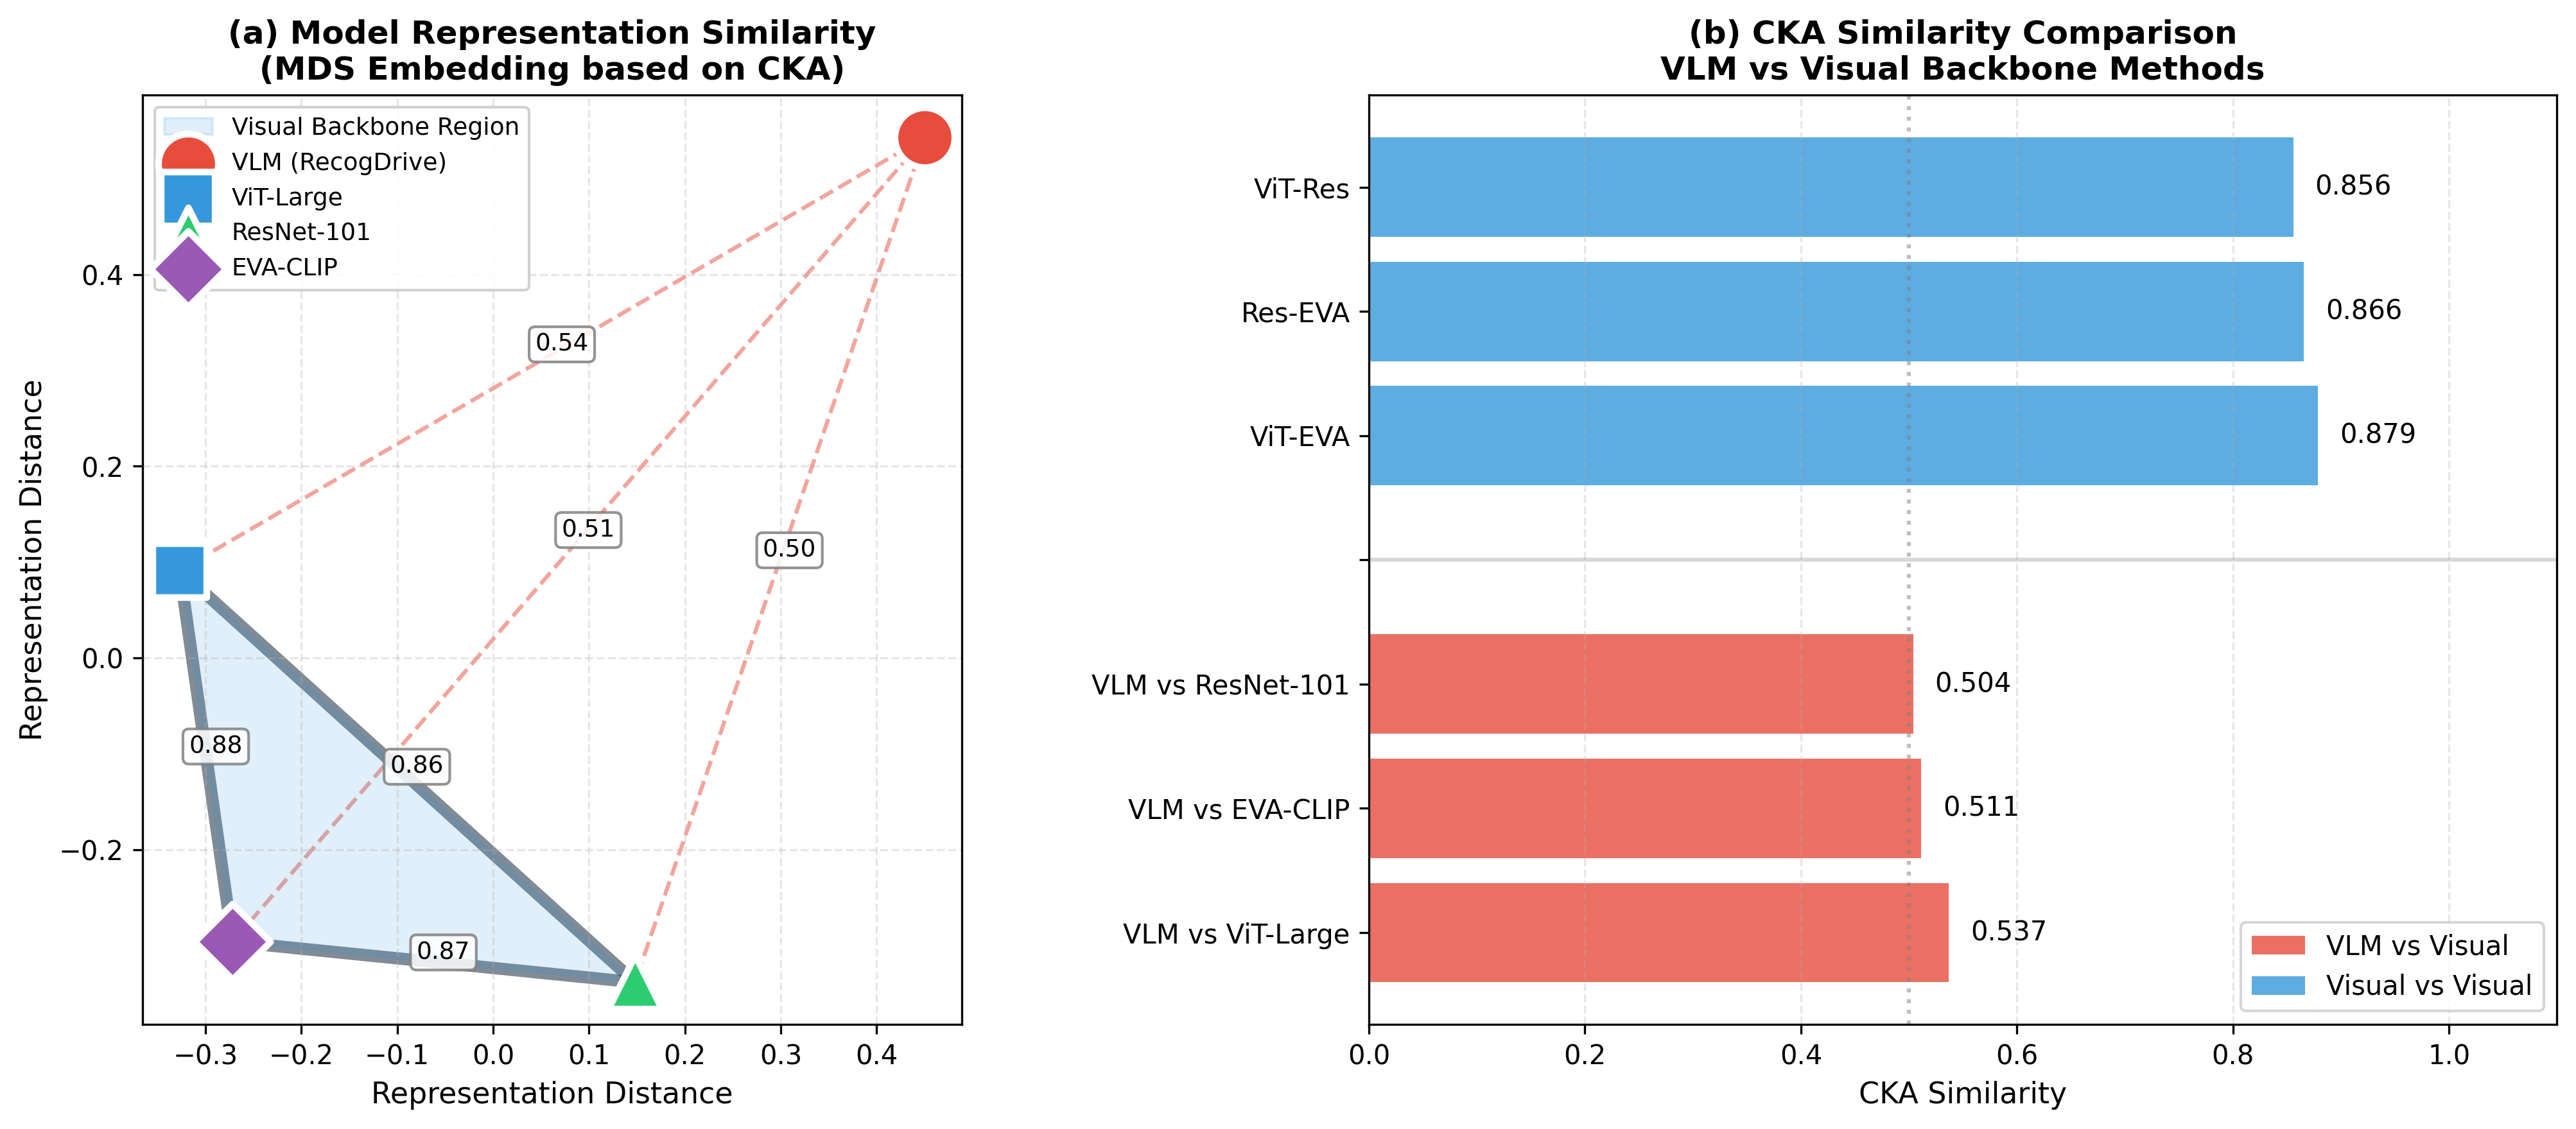 (a) Model Representation Similarity
(MDS Embedding based on CKA)
Visual Backbone Region
VLM (RecogDrive)
ViT-Large
ResNet-101
EVA-CLIP
0.54
0.51
0.50
0.88
0.86
0.87
0.4
0.2
0.0
−0.2
Representation Distance
−0.3 −0.2 −0.1 0.0 0.1 0.2 0.3 0.4
Representation Distance
(b) CKA Similarity Comparison
VLM vs Visual Backbone Methods
ViT-Res 0.856
Res-EVA 0.866
ViT-EVA 0.879
VLM vs ResNet-101 0.504
VLM vs EVA-CLIP 0.511
VLM vs ViT-Large 0.537
VLM vs Visual
Visual vs Visual
0.0 0.2 0.4 0.6 0.8 1.0
CKA Similarity